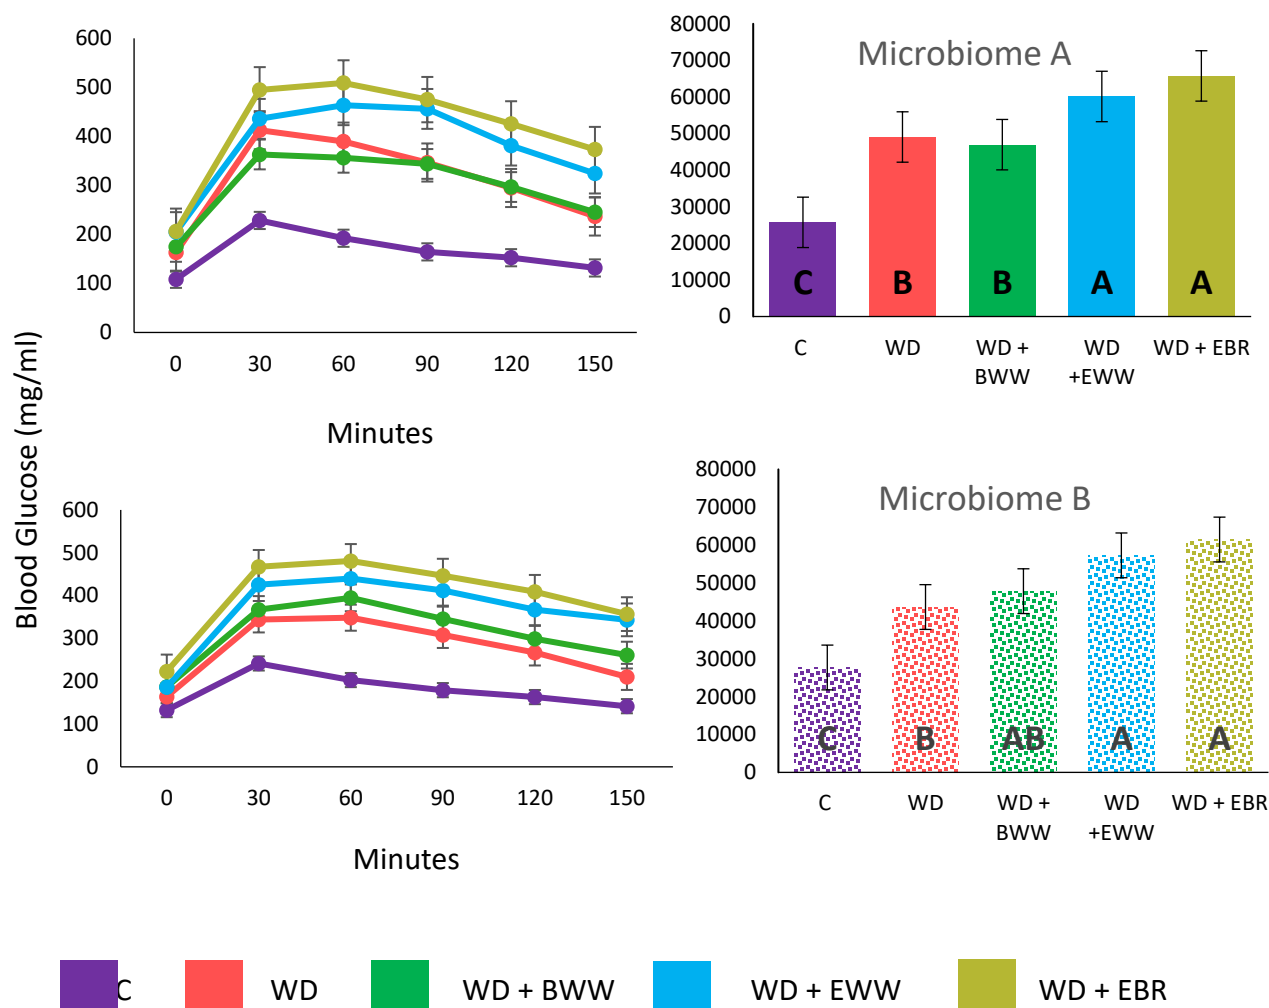 Blood Glucose (mg/ml)
600
500
400
300
200
100
0
0 30 60 90 120 150
Minutes
80000
70000
60000
50000
40000
30000
20000
10000
0
Microbiome A
C B B A A
C WD WD + BWW WD +EWW WD + EBR
600
500
400
300
200
100
0
0 30 60 90 120 150
Minutes
80000
70000
60000
50000
40000
30000
20000
10000
0
Microbiome B
C B AB A A
C WD WD + BWW WD +EWW WD + EBR
C WD WD + BWW WD + EWW WD + EBR